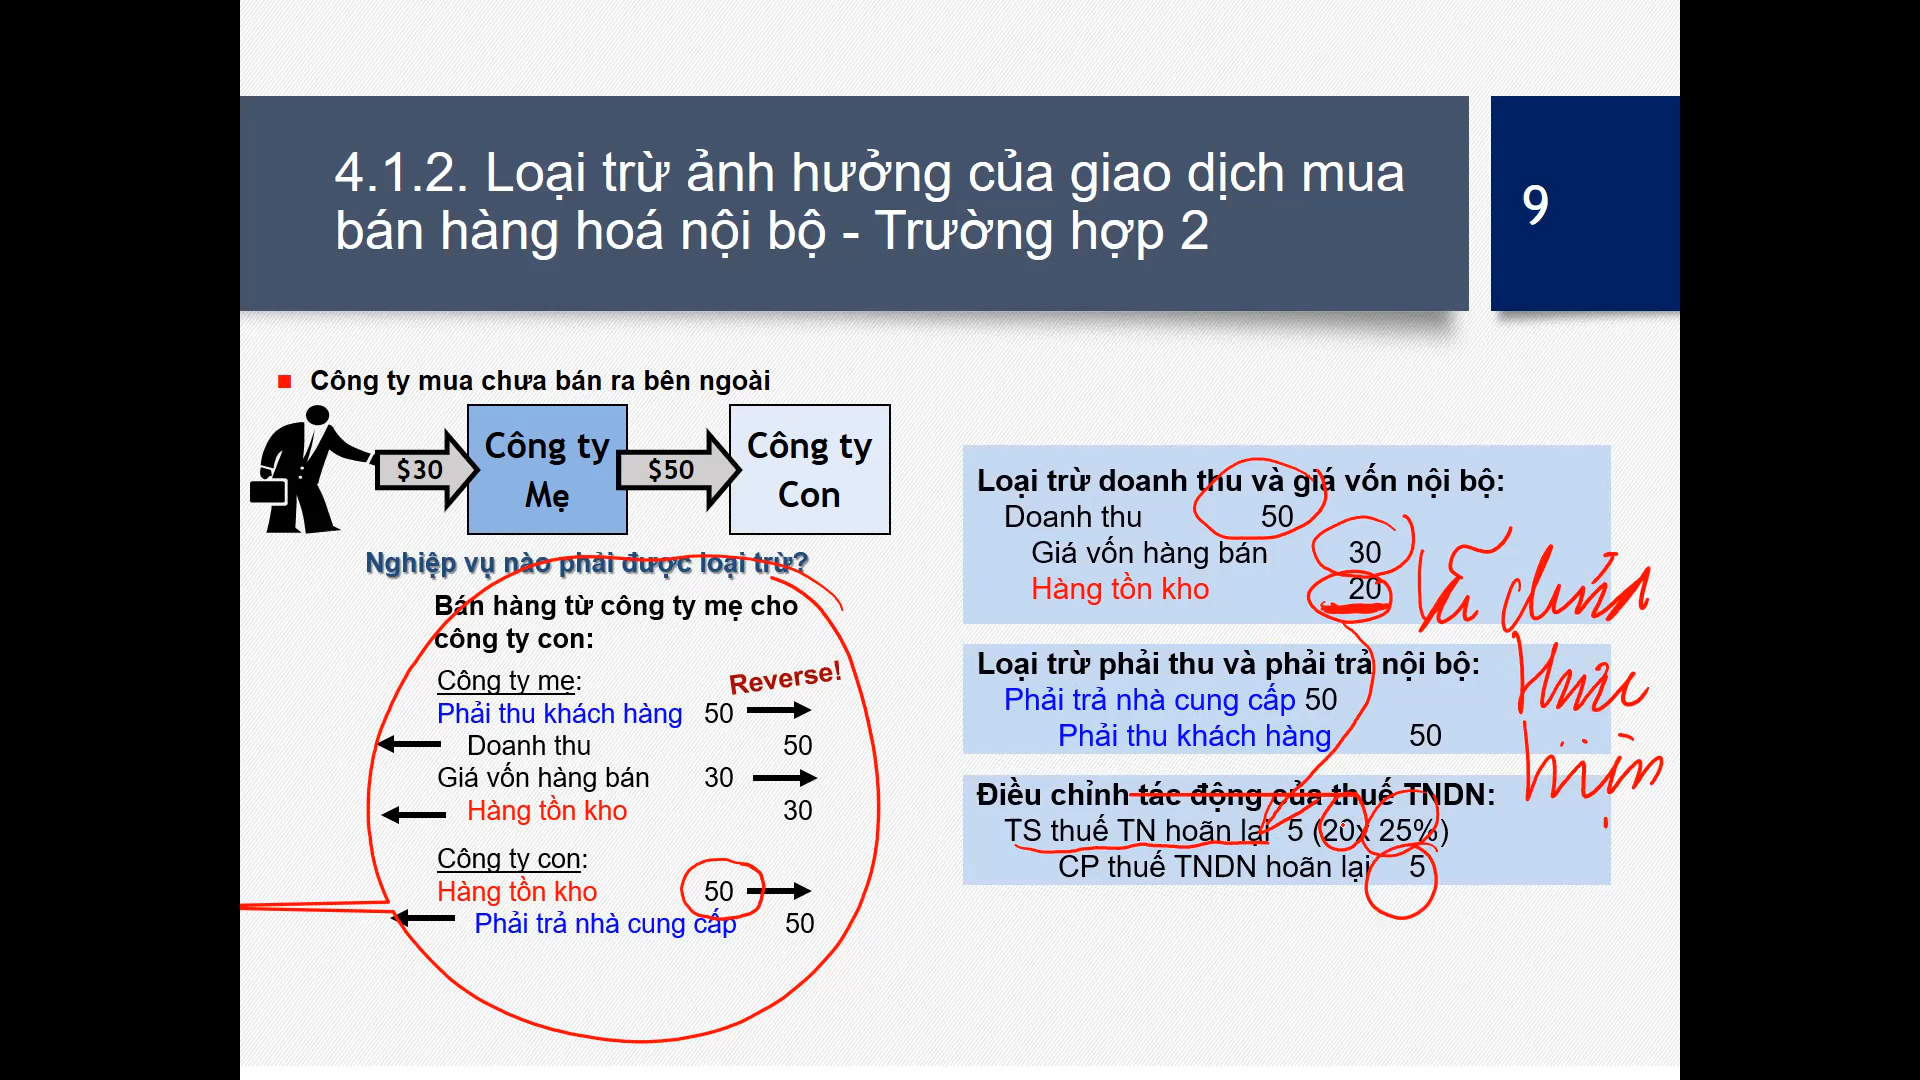 4.1.2. Loại trừ ảnh hưởng của giao dịch mua
bán hàng hoá nội bộ - Trường hợp 2
9
Công ty mua chưa bán ra bên ngoài
$30
Công ty
Mẹ
$50
Công ty
Con
Nghiệp vụ nào phải được loại trừ?
Bán hàng từ công ty mẹ cho
công ty con:
Công ty mẹ:
Reverse!
Phải thu khách hàng 50
Doanh thu 50
Giá vốn hàng bán 30
Hàng tồn kho 30
Công ty con:
Hàng tồn kho 50
Phải trả nhà cung cấp 50
Loại trừ doanh thu và giá vốn nội bộ:
Doanh thu 50
Giá vốn hàng bán 30
Hàng tồn kho 20
Loại trừ phải thu và phải trả nội bộ:
Phải trả nhà cung cấp 50
Phải thu khách hàng 50
Điều chỉnh tác động của thuế TNDN:
TS thuế TN hoãn lại 5 (20x 25%)
CP thuế TNDN hoãn lại 5